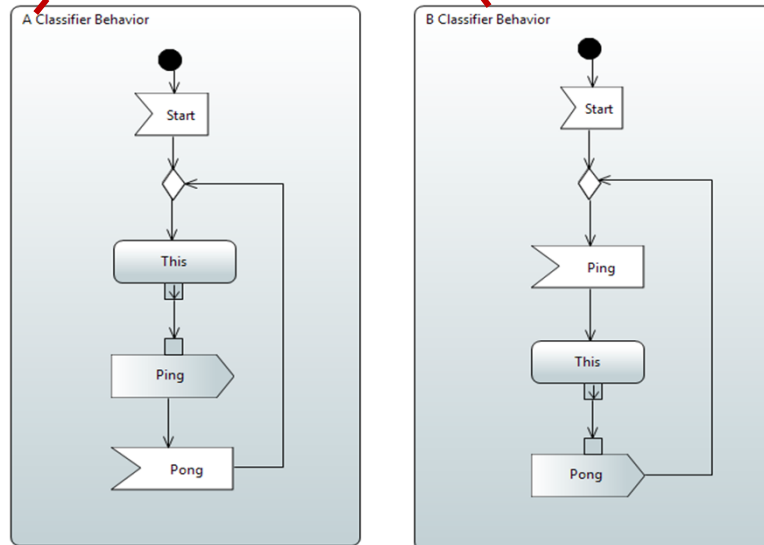 A Classifier Behavior
Start
This
Ping
Pong
B Classifier Behavior
Start
Ping
This
Pong